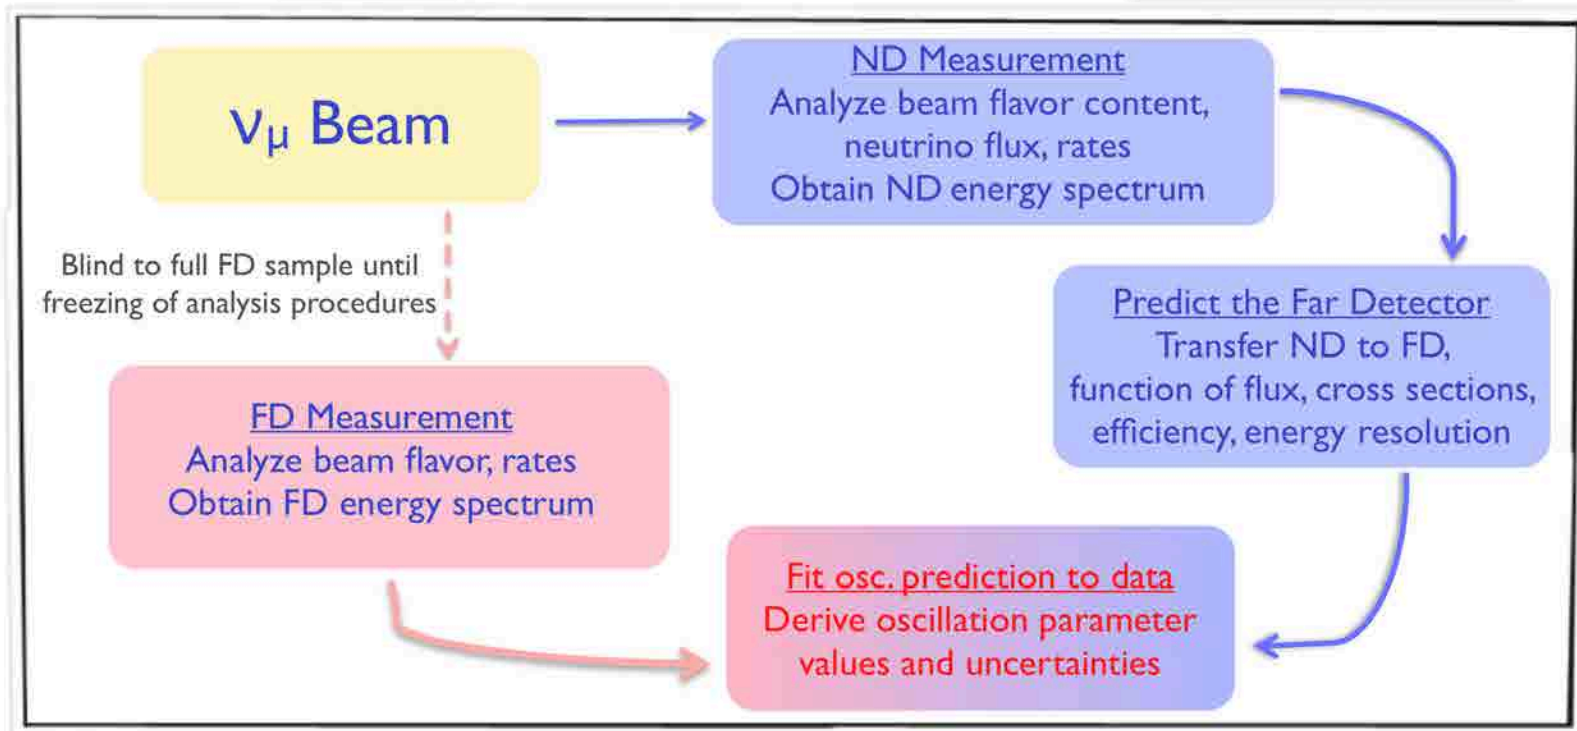 νμ Beam
ND Measurement
Analyze beam flavor content,
neutrino flux, rates
Obtain ND energy spectrum
Blind to full FD sample until
freezing of analysis procedures
Predict the Far Detector
Transfer ND to FD,
function of flux, cross sections,
efficiency, energy resolution
FD Measurement
Analyze beam flavor, rates
Obtain FD energy spectrum
Fit osc. prediction to data
Derive oscillation parameter
values and uncertainties